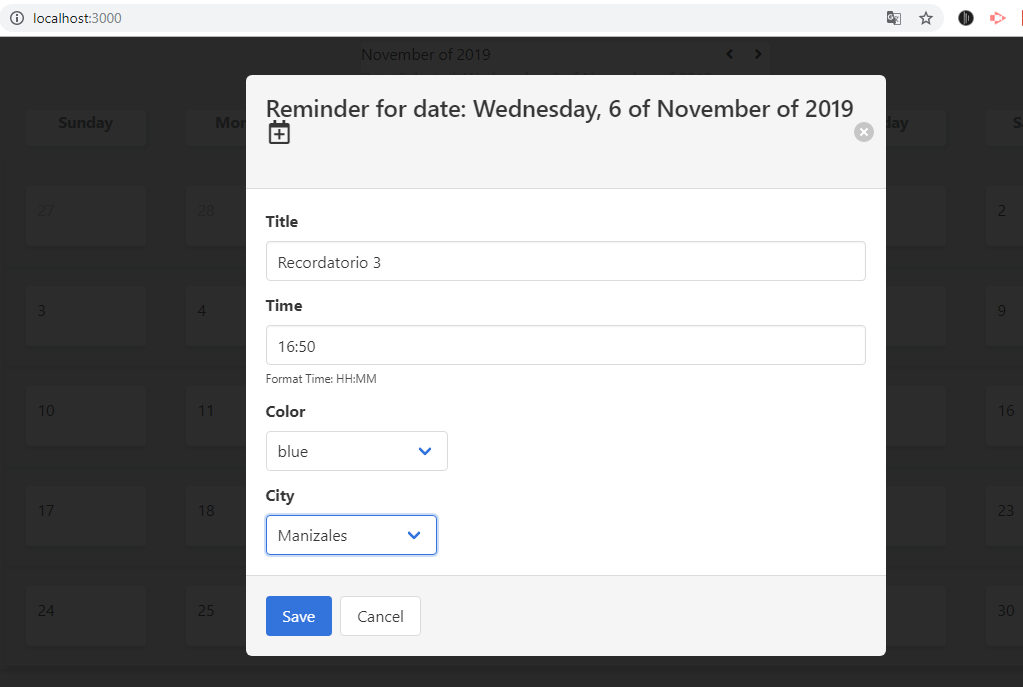 localhost:3000
November of 2019
Reminder for date: Wednesday, 6 of November of 2019
Sunday
Mon
day
S
Title
27
28
2
Recordatorio 3
Time
3
4
9
16:50
Format Time: HH:MM
Color
10
11
16
blue
City
17
18
23
Manizales
24
25
30
Save
Cancel